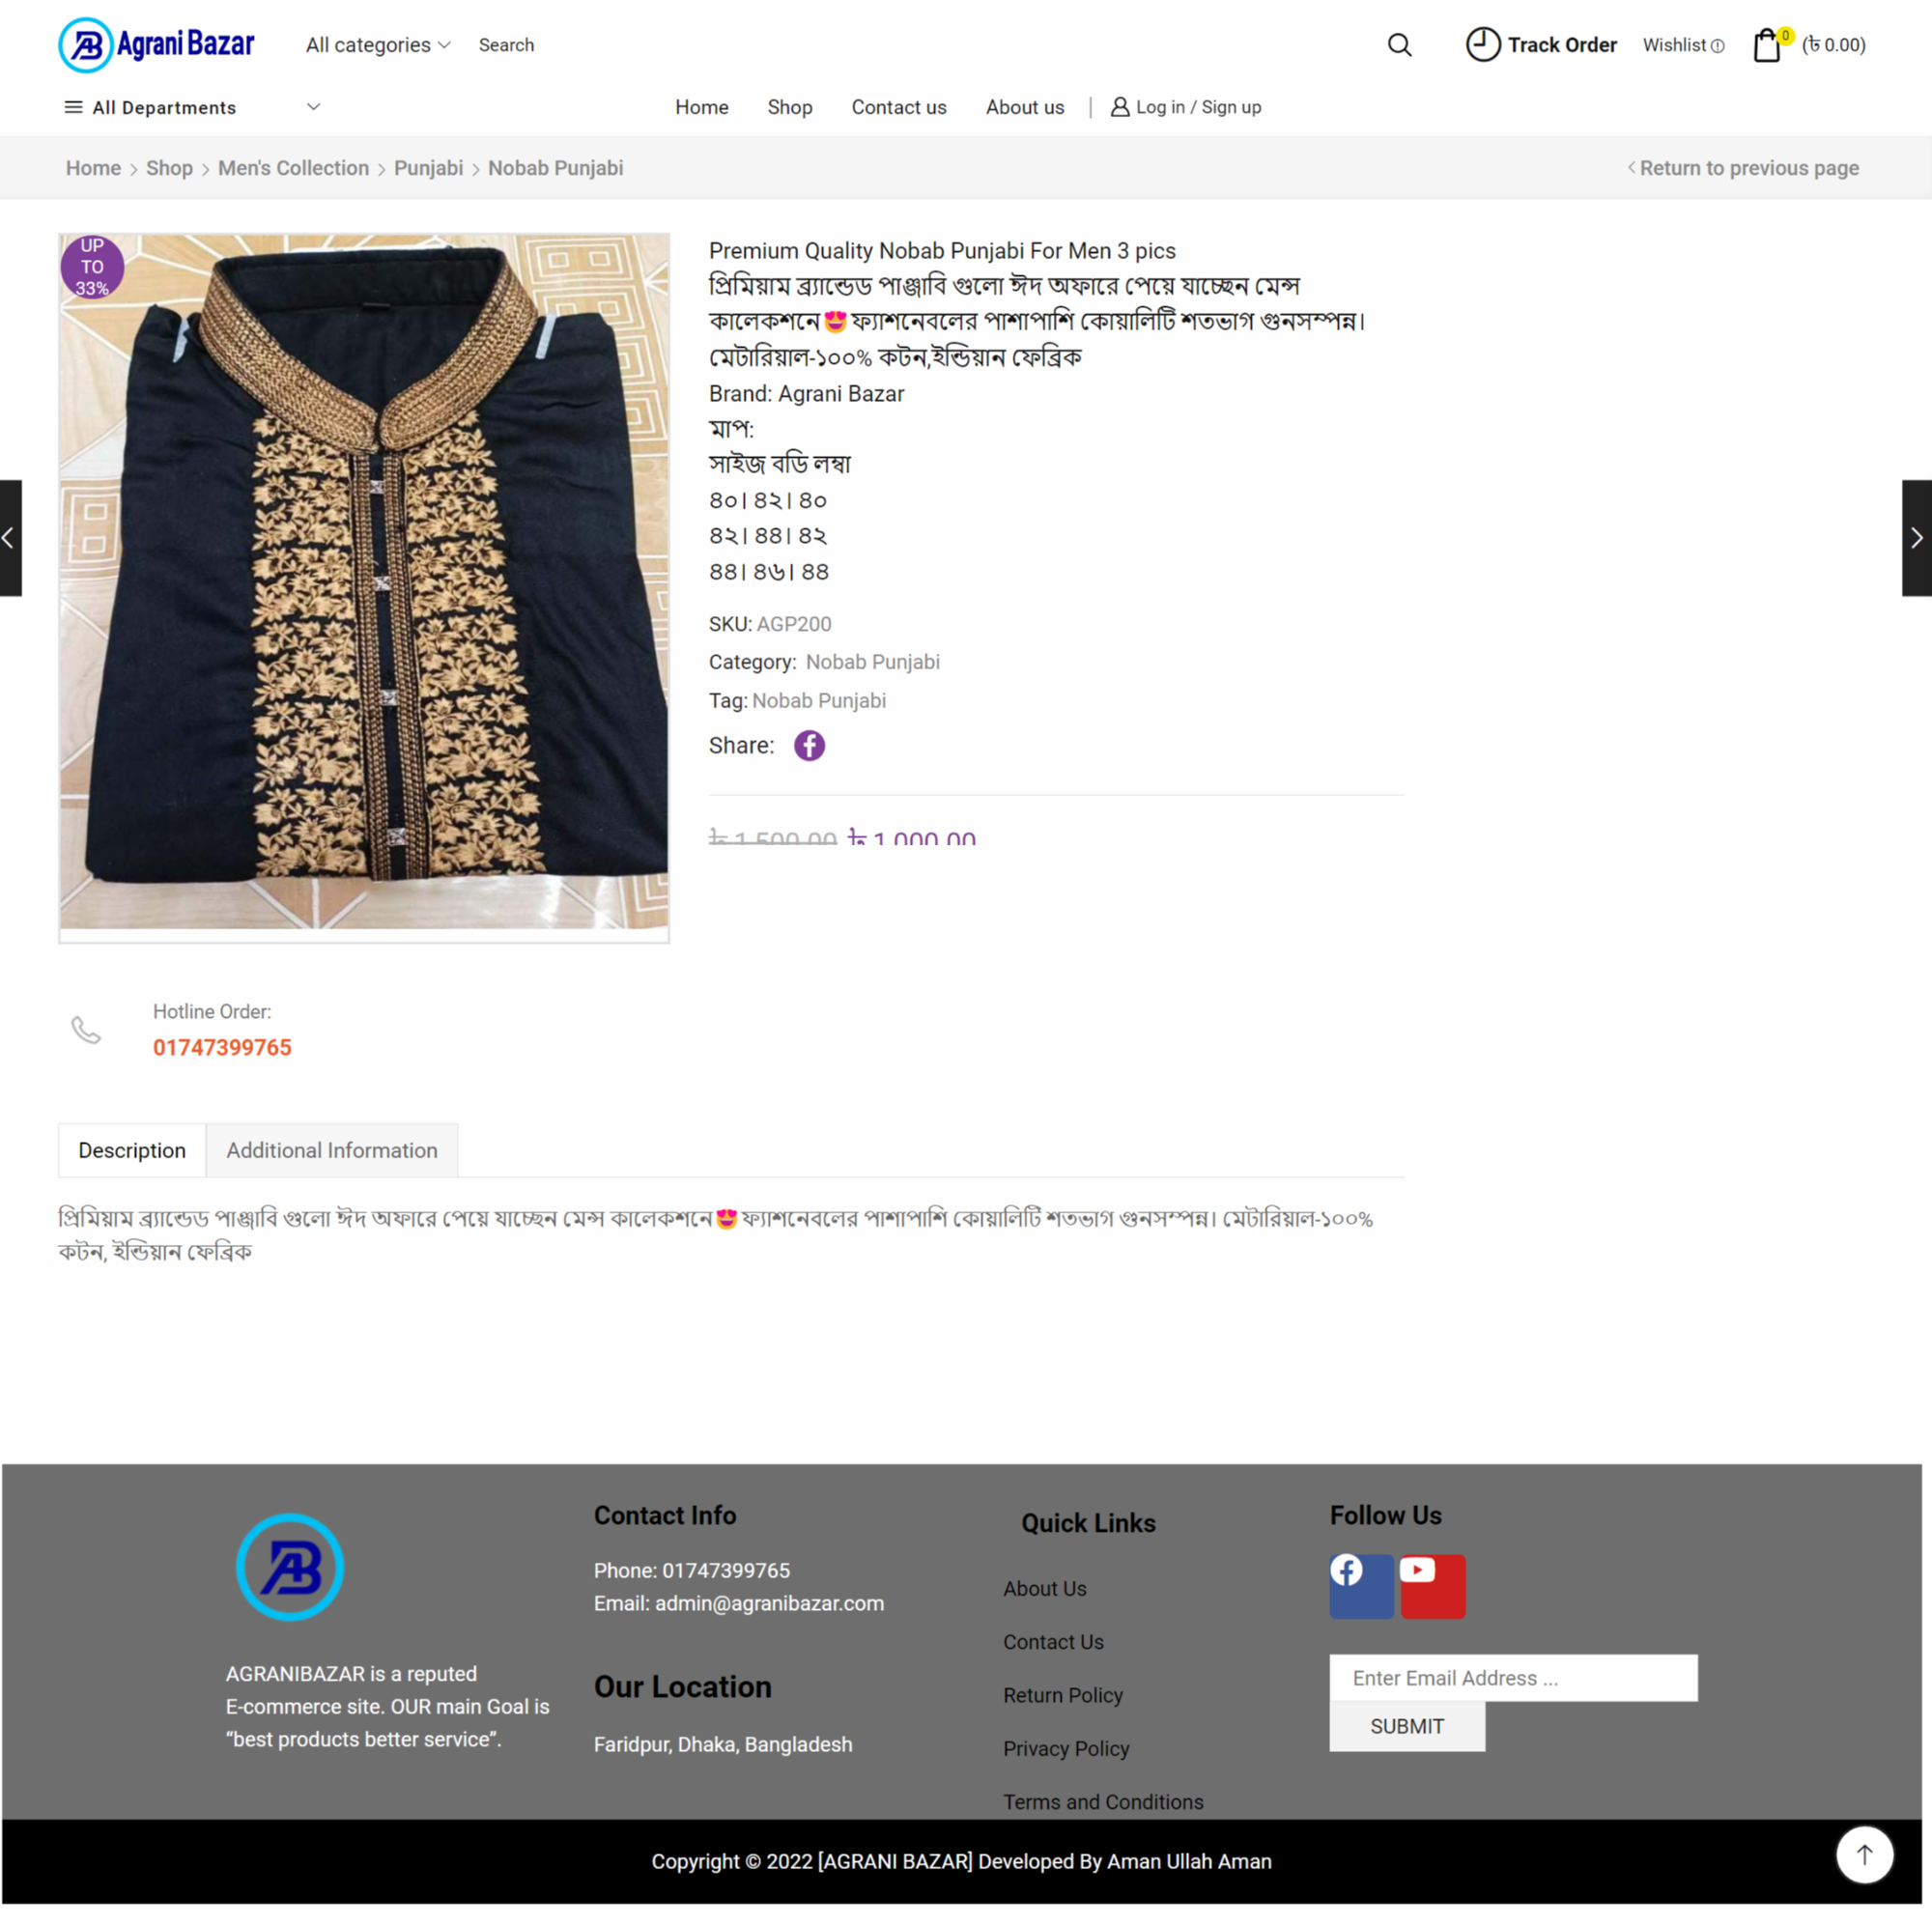 AB Agrani Bazar
All categories
Search
Track Order
Wishlist
0
(৳ 0.00)
All Departments
Home
Shop
Contact us
About us
|
Log in / Sign up
Home > Shop > Men's Collection > Punjabi > Nobab Punjabi
< Return to previous page
UP
TO
33%
Premium Quality Nobab Punjabi For Men 3 pics
প্রিমিয়াম ব্র্যান্ডেড পাঞ্জাবি গুলো ঈদ অফারে পেয়ে যাচ্ছেন মেন্স
কালেকশনে😍ফ্যাশনেবলের পাশাপাশি কোয়ালিটি শতভাগ গুনসম্পন্ন।
মেটারিয়াল-১০০% কটন,ইন্ডিয়ান ফেব্রিক
Brand: Agrani Bazar
মাপ:
সাইজ বডি লম্বা
৪০। ৪২। ৪০
৪২। ৪৪। ৪২
৪৪। ৪৬। ৪৪
SKU: AGP200
Category: Nobab Punjabi
Tag: Nobab Punjabi
Share:
৳ 1,500.00 ৳ 1,000.00
Hotline Order:
01747399765
Description
Additional Information
প্রিমিয়াম ব্র্যান্ডেড পাঞ্জাবি গুলো ঈদ অফারে পেয়ে যাচ্ছেন মেন্স কালেকশনে😍ফ্যাশনেবলের পাশাপাশি কোয়ালিটি শতভাগ গুনসম্পন্ন। মেটারিয়াল-১০০%
কটন, ইন্ডিয়ান ফেব্রিক
AB
AGRANIBAZAR is a reputed
E-commerce site. OUR main Goal is
“best products better service”.
Contact Info
Phone: 01747399765
Email: admin@agranibazar.com
Our Location
Faridpur, Dhaka, Bangladesh
Quick Links
About Us
Contact Us
Return Policy
Privacy Policy
Terms and Conditions
Follow Us
Enter Email Address ...
SUBMIT
Copyright © 2022 [AGRANI BAZAR] Developed By Aman Ullah Aman